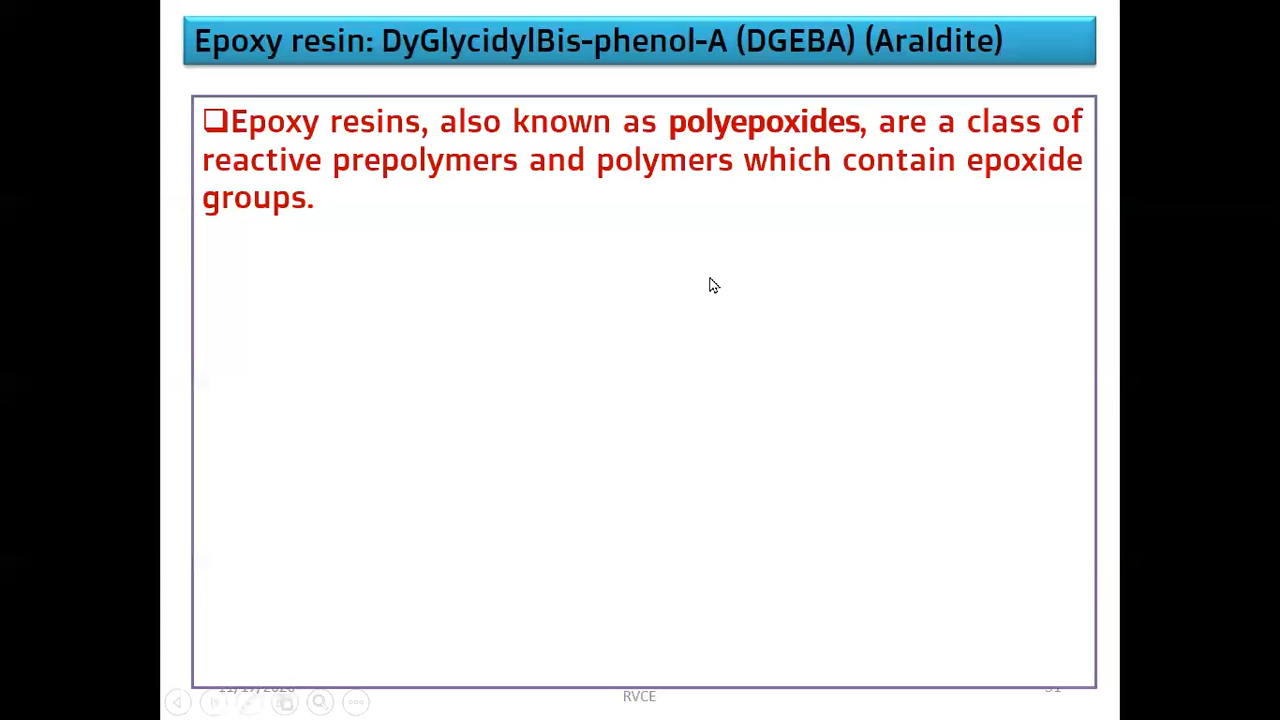 Epoxy resin: DyGlycidylBis-phenol-A (DGEBA) (Araldite)
❑Epoxy resins, also known as polyepoxides, are a class of
reactive prepolymers and polymers which contain epoxide
groups.
RVCE